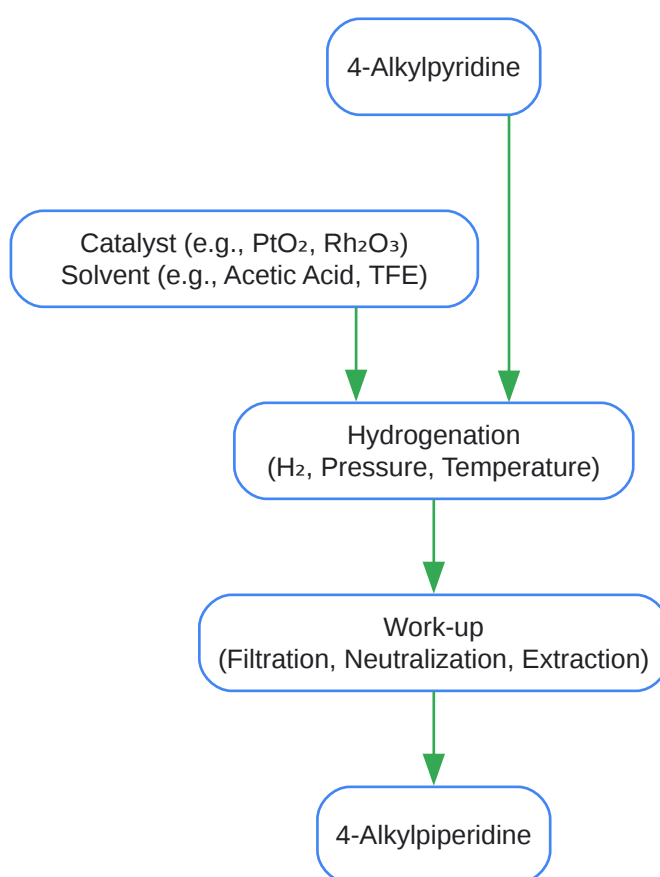 4-Alkylpyridine
Catalyst (e.g., PtO₂, Rh₂O₃)
Solvent (e.g., Acetic Acid, TFE)
Hydrogenation
(H₂, Pressure, Temperature)
Work-up
(Filtration, Neutralization, Extraction)
4-Alkylpiperidine